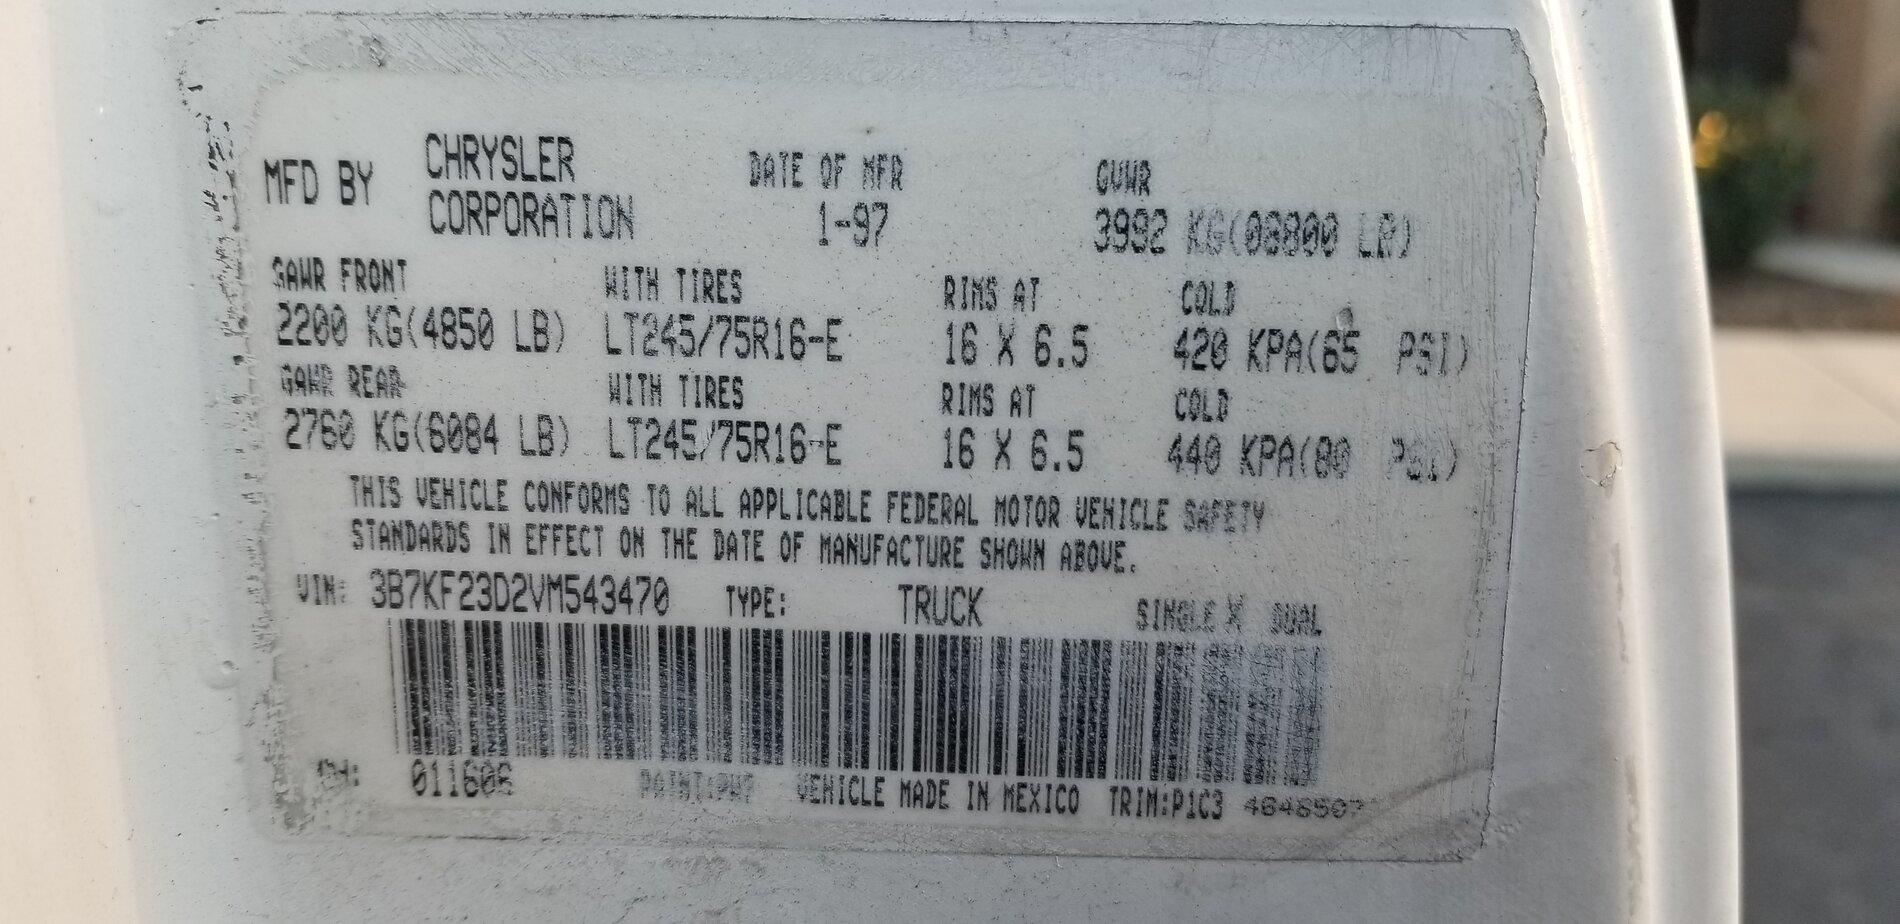 MFD BY CHRYSLER CORPORATION DATE OF MFR 1-97 GVWR 3992 KG(08800 LB)
GAWR FRONT WITH TIRES RIMS AT COLD
2200 KG(4850 LB) LT245/75R16-E 16 X 6.5 420 KPA(65 PSI)
GAWR REAR WITH TIRES RIMS AT COLD
2760 KG(6084 LB) LT245/75R16-E 16 X 6.5 440 KPA(80 PSI)
THIS VEHICLE CONFORMS TO ALL APPLICABLE FEDERAL MOTOR VEHICLE SAFETY
STANDARDS IN EFFECT ON THE DATE OF MANUFACTURE SHOWN ABOVE.
VIN: 3B7KF23D2VM543470 TYPE: TRUCK SINGLE X DUAL
VEHICLE MADE IN MEXICO TRIM:P1C3